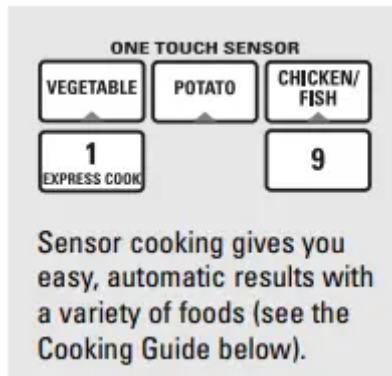 ONE TOUCH SENSOR
VEGETABLE
POTATO
CHICKEN/
FISH
1
EXPRESS COOK
9
Sensor cooking gives you
easy, automatic results with
a variety of foods (see the
Cooking Guide below).